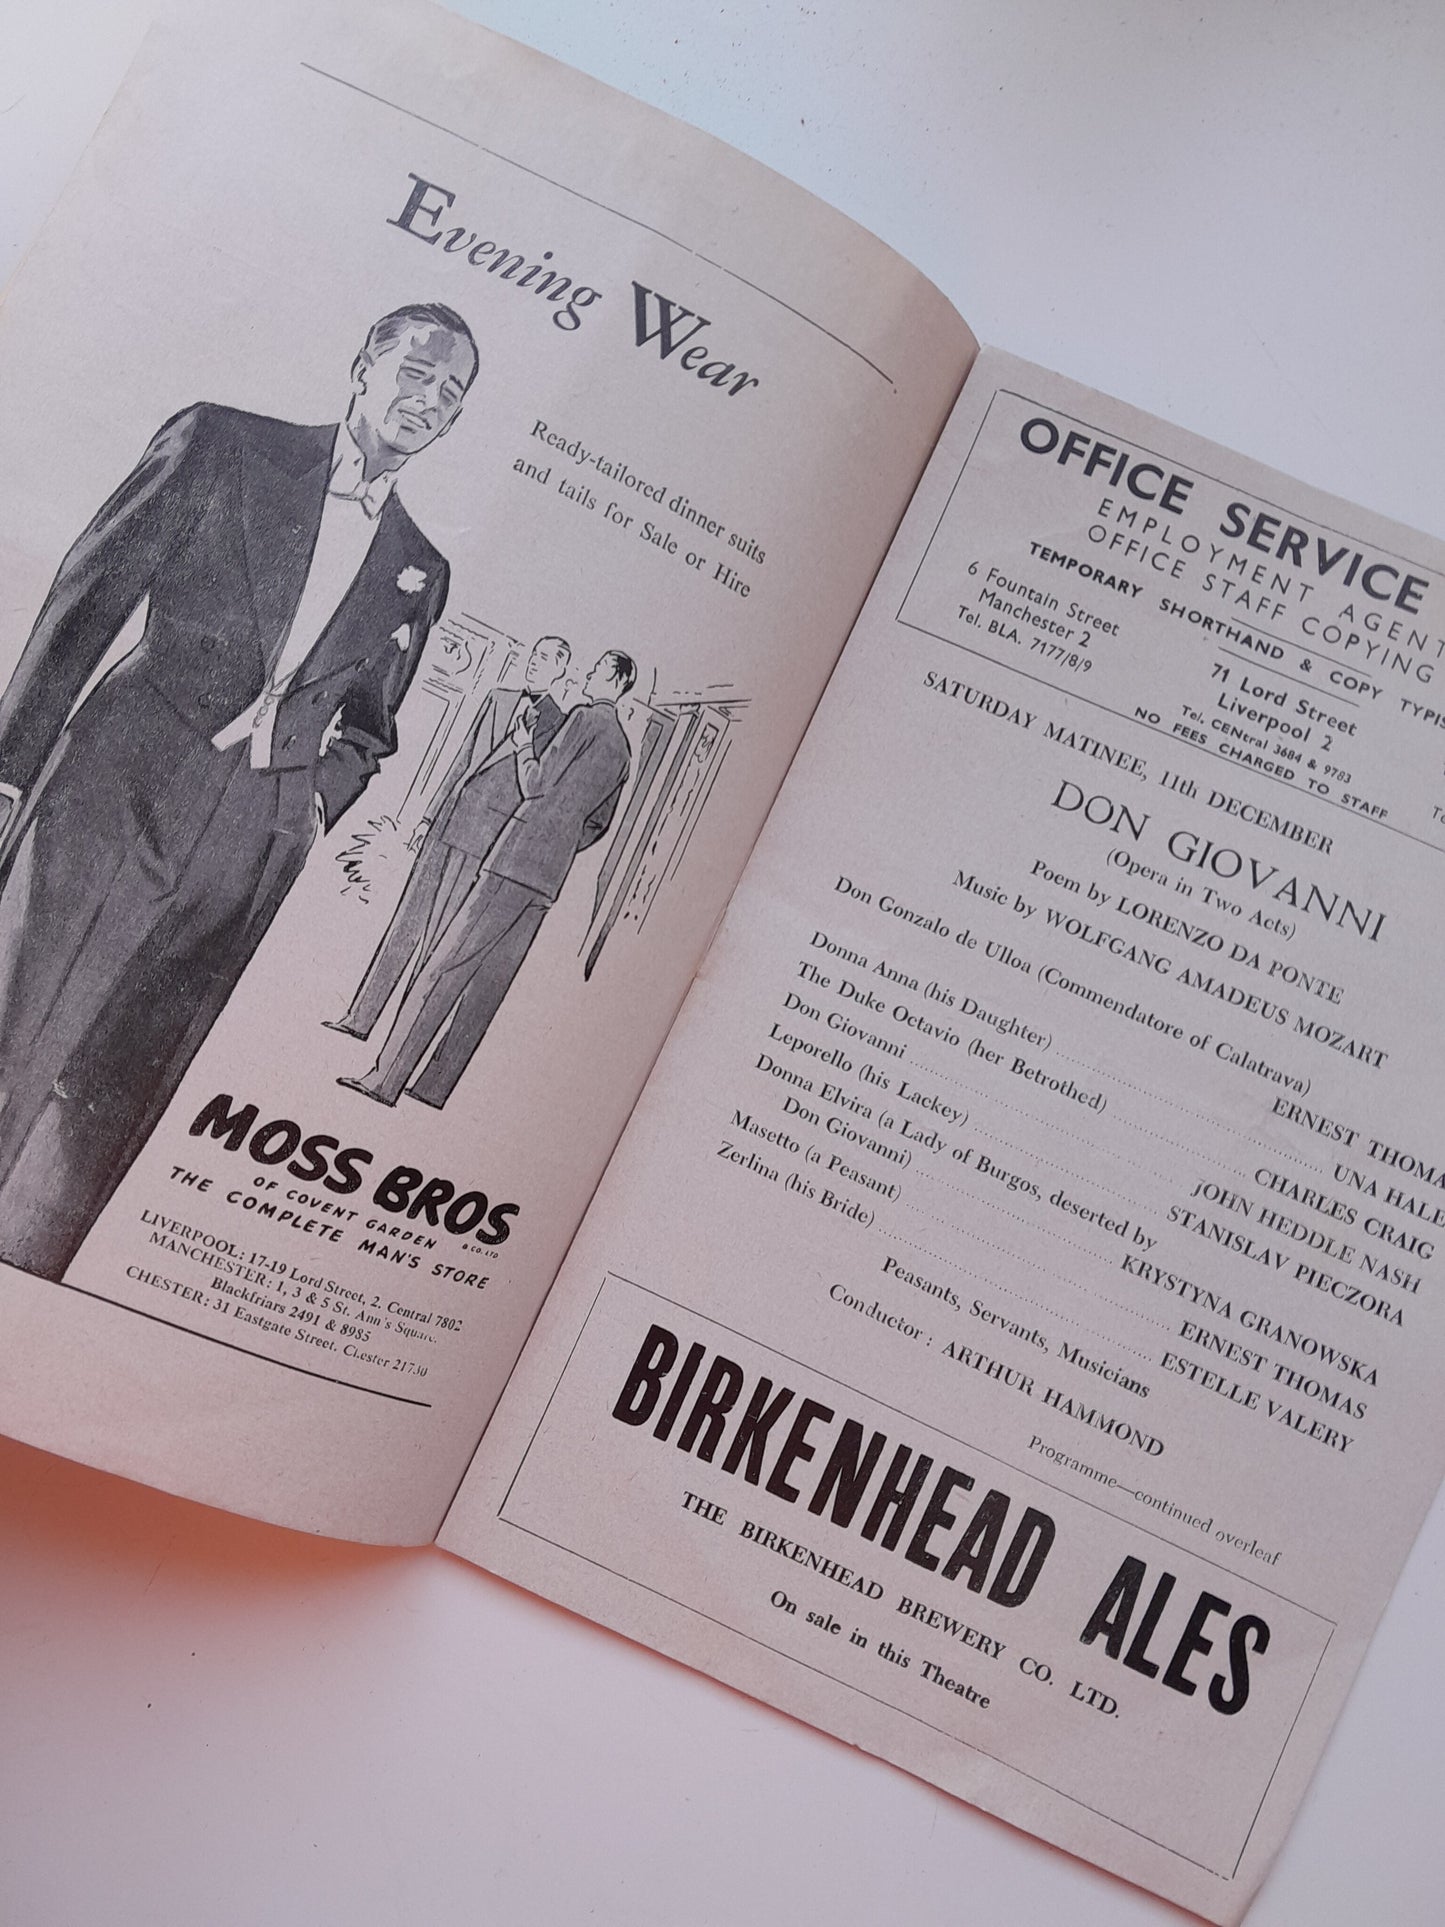 Evening Wear
Ready-tailored dinner suits
and tails for Sale or Hire
MOSS BROS
OF COVENT GARDEN & CO. LTD
THE COMPLETE MAN'S STORE
LIVERPOOL: 17-19 Lord Street, 2. Central 7802
MANCHESTER: 1, 3 & 5 St. Ann's Square.
Blackfriars 2491 & 8985
CHESTER: 31 Eastgate Street. Chester 21730
OFFICE SERVICE
EMPLOYMENT AGENT
OFFICE STAFF COPYING
TEMPORARY SHORTHAND & COPY TYPIS
6 Fountain Street
Manchester 2
Tel. BLA. 7177/8/9
71 Lord Street
Liverpool 2
Tel. CENtral 3684 & 9783
NO FEES CHARGED TO STAFF
SATURDAY MATINEE, 11th DECEMBER
DON GIOVANNI
(Opera in Two Acts)
Poem by LORENZO DA PONTE
Music by WOLFGANG AMADEUS MOZART
Don Gonzalo de Ulloa (Commendatore of Calatrava)
ERNEST THOMA
Donna Anna (his Daughter) UNA HALE
The Duke Octavio (her Betrothed) CHARLES CRAIG
Don Giovanni JOHN HEDDLE NASH
Leporello (his Lackey) STANISLAV PIECZORA
Donna Elvira (a Lady of Burgos, deserted by
Don Giovanni) KRYSTYNA GRANOWSKA
Masetto (a Peasant) ERNEST THOMAS
Zerlina (his Bride) ESTELLE VALERY
Peasants, Servants, Musicians
Conductor : ARTHUR HAMMOND
Programme—continued overleaf
BIRKENHEAD ALES
THE BIRKENHEAD BREWERY CO. LTD.
On sale in this Theatre